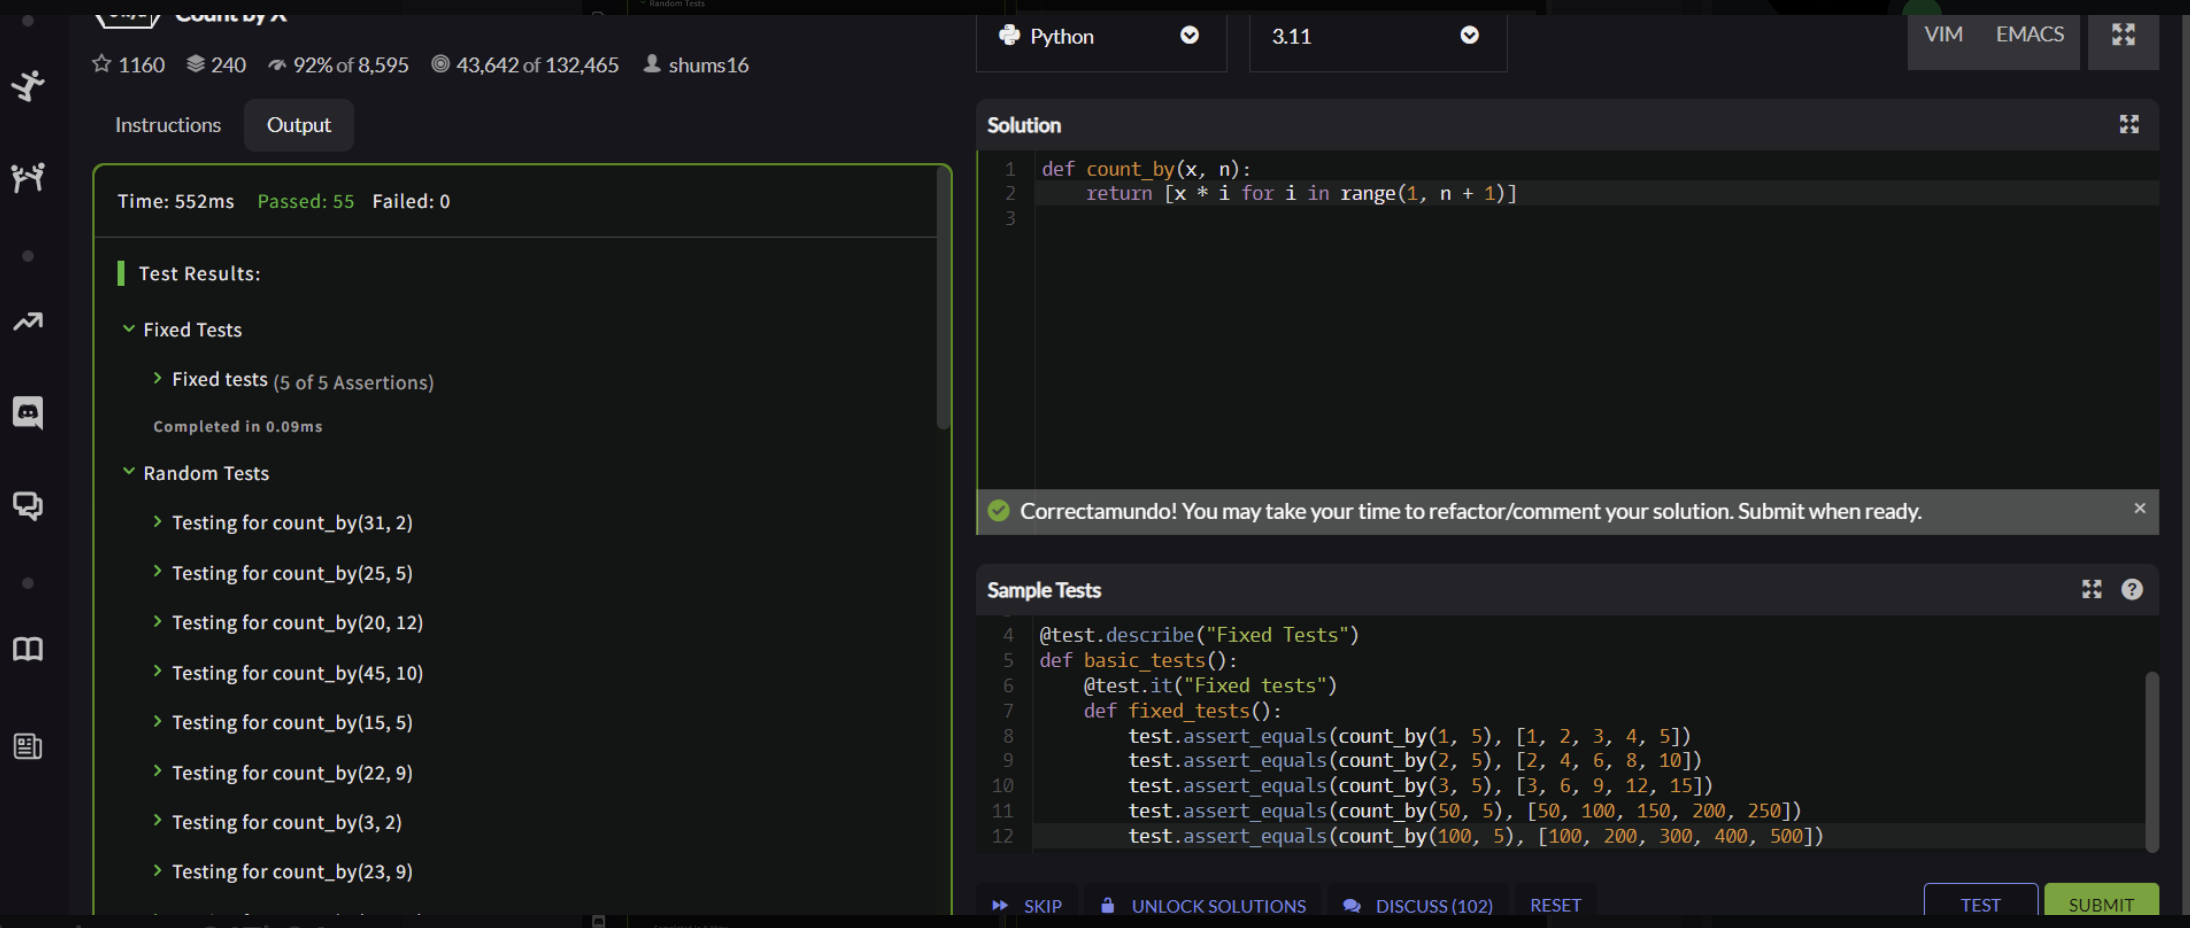 Random Tests
Count by X
Python
3.11
VIM
EMACS
1160
240
92% of 8,595
43,642 of 132,465
shums16
Instructions
Output
Time: 552ms
Passed: 55
Failed: 0
Test Results:
Fixed Tests
Fixed tests (5 of 5 Assertions)
Completed in 0.09ms
Random Tests
Testing for count_by(31, 2)
Testing for count_by(25, 5)
Testing for count_by(20, 12)
Testing for count_by(45, 10)
Testing for count_by(15, 5)
Testing for count_by(22, 9)
Testing for count_by(3, 2)
Testing for count_by(23, 9)
Solution
1 def count_by(x, n):
2     return [x * i for i in range(1, n + 1)]
3
Correctamundo! You may take your time to refactor/comment your solution. Submit when ready.
Sample Tests
4 @test.describe("Fixed Tests")
5 def basic_tests():
6     @test.it("Fixed tests")
7     def fixed_tests():
8         test.assert_equals(count_by(1, 5), [1, 2, 3, 4, 5])
9         test.assert_equals(count_by(2, 5), [2, 4, 6, 8, 10])
10         test.assert_equals(count_by(3, 5), [3, 6, 9, 12, 15])
11         test.assert_equals(count_by(50, 5), [50, 100, 150, 200, 250])
12         test.assert_equals(count_by(100, 5), [100, 200, 300, 400, 500])
SKIP
UNLOCK SOLUTIONS
DISCUSS (102)
RESET
TEST
SUBMIT